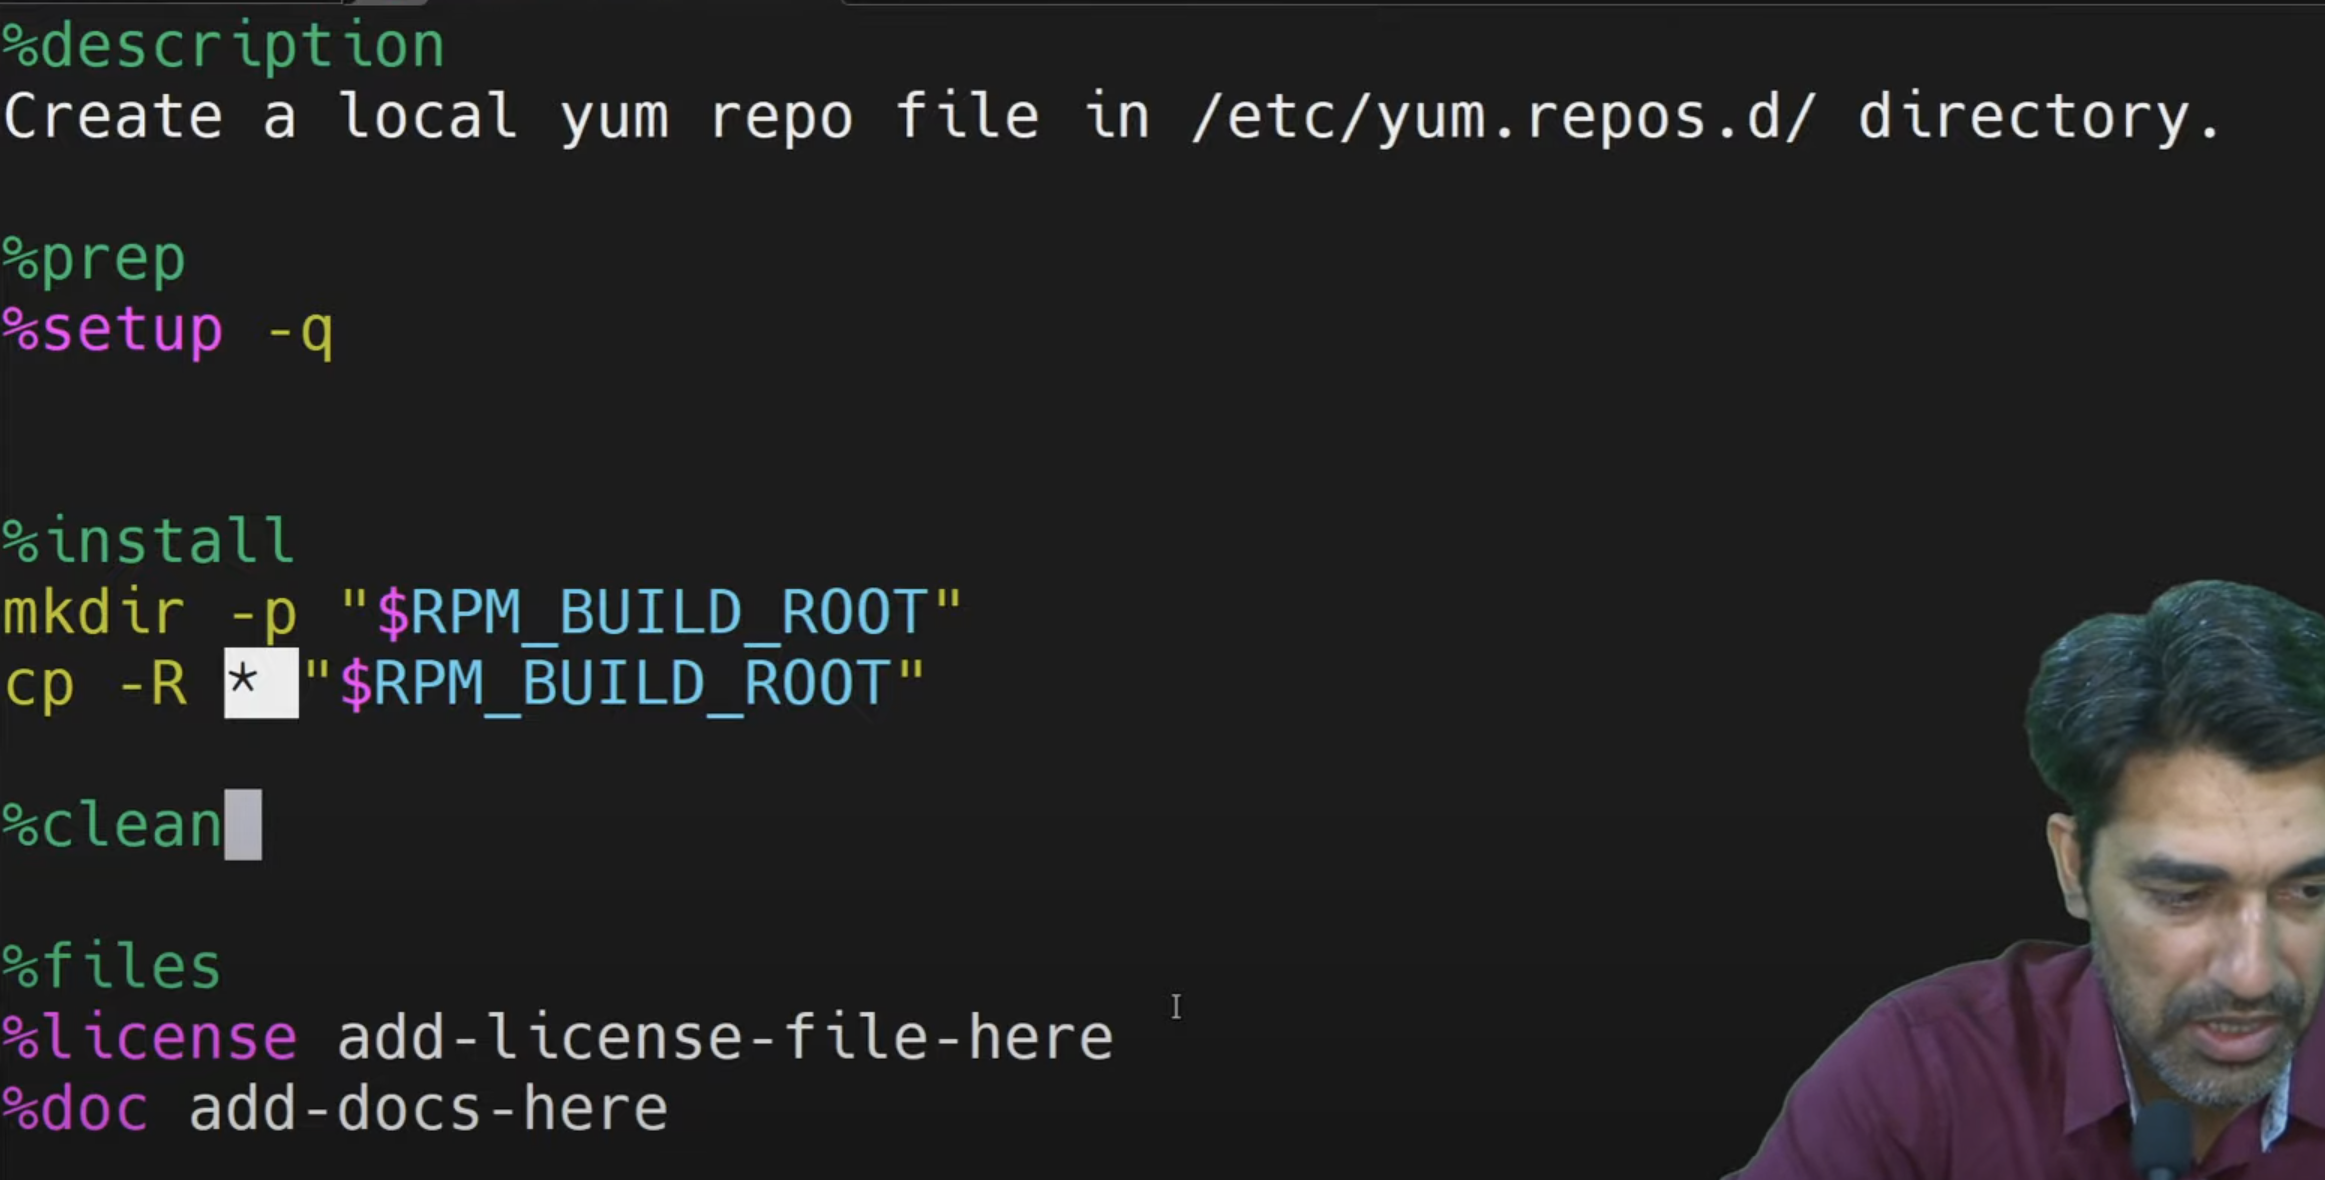 %description
Create a local yum repo file in /etc/yum.repos.d/ directory.
%prep
%setup -q
%install
mkdir -p "$RPM_BUILD_ROOT"
cp -R * "$RPM_BUILD_ROOT"
%clean
%files
%license add-license-file-here
%doc add-docs-here